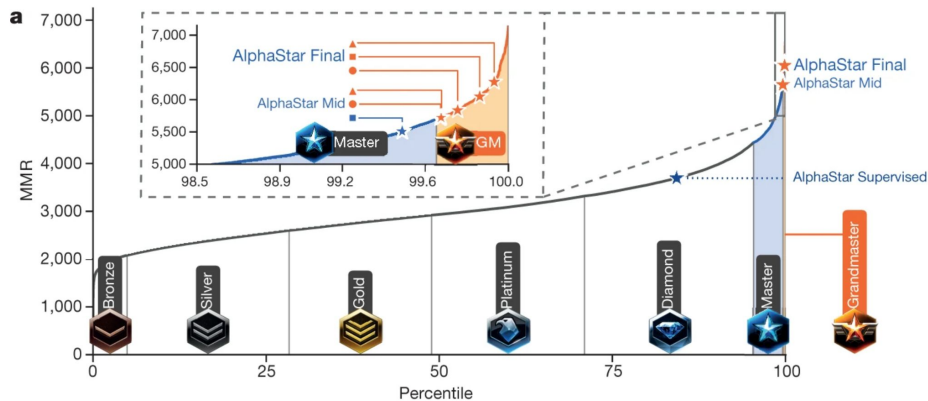 a
7,000
6,000
5,000
4,000
3,000
2,000
1,000
0
MMR
7,000
6,500
6,000
5,500
5,000
98.5
98.9
99.2
99.6
100.0
AlphaStar Final
AlphaStar Mid
Master
GM
AlphaStar Final
AlphaStar Mid
AlphaStar Supervised
Bronze
Silver
Gold
Platinum
Diamond
Master
Grandmaster
0
25
50
75
100
Percentile